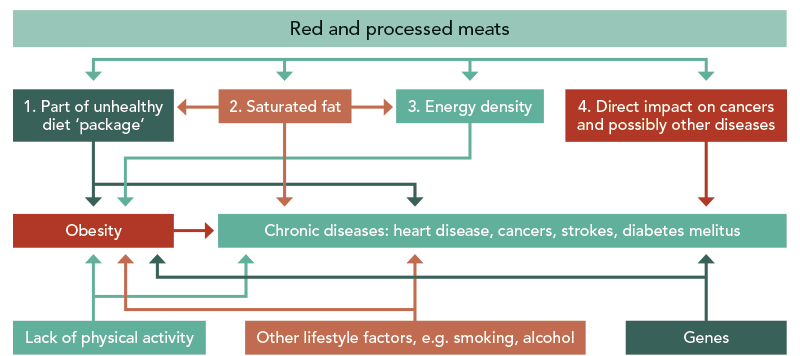 Red and processed meats
1. Part of unhealthy
diet ‘package’
2. Saturated fat
3. Energy density
4. Direct impact on cancers
and possibly other diseases
Obesity
Chronic diseases: heart disease, cancers, strokes, diabetes melitus
Lack of physical activity
Other lifestyle factors, e.g. smoking, alcohol
Genes